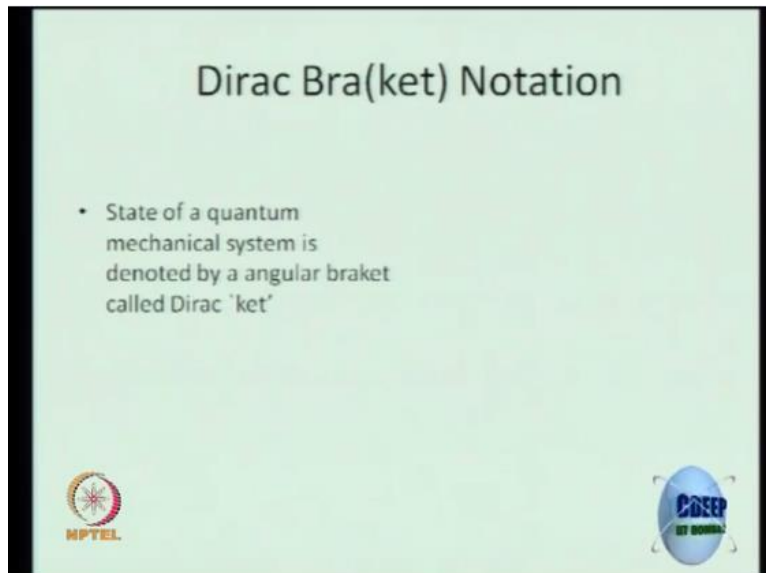 Dirac Bra(ket) Notation
• State of a quantum
mechanical system is
denoted by a angular braket
called Dirac `ket'
NPTEL
CDEEP
IIT BOMBAY